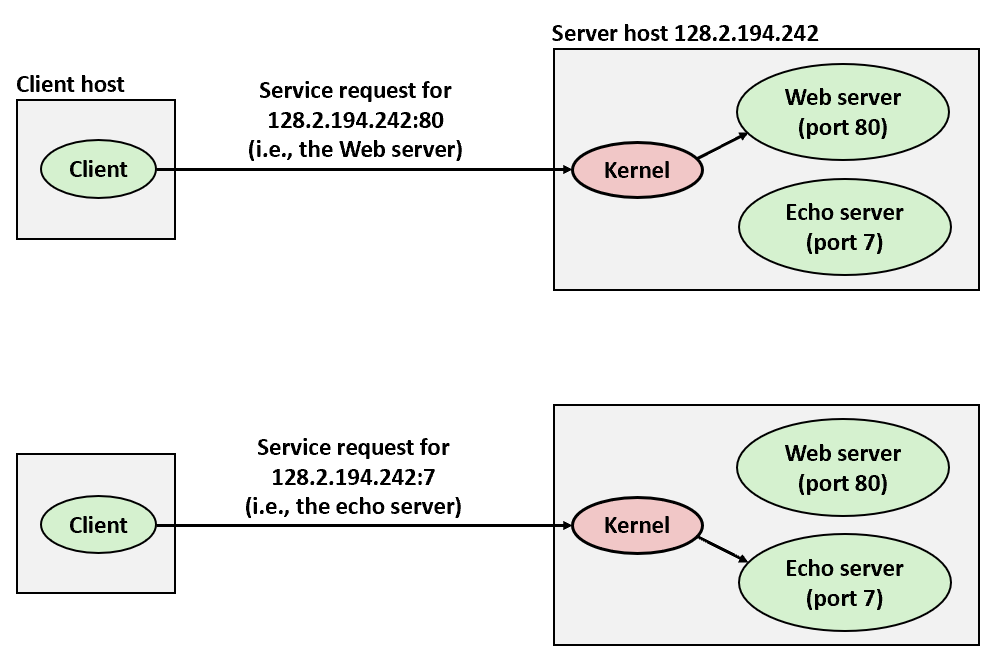 Server host 128.2.194.242
Client host
Service request for
128.2.194.242:80
(i.e., the Web server)
Client
Kernel
Web server
(port 80)
Echo server
(port 7)
Service request for
128.2.194.242:7
(i.e., the echo server)
Client
Kernel
Web server
(port 80)
Echo server
(port 7)